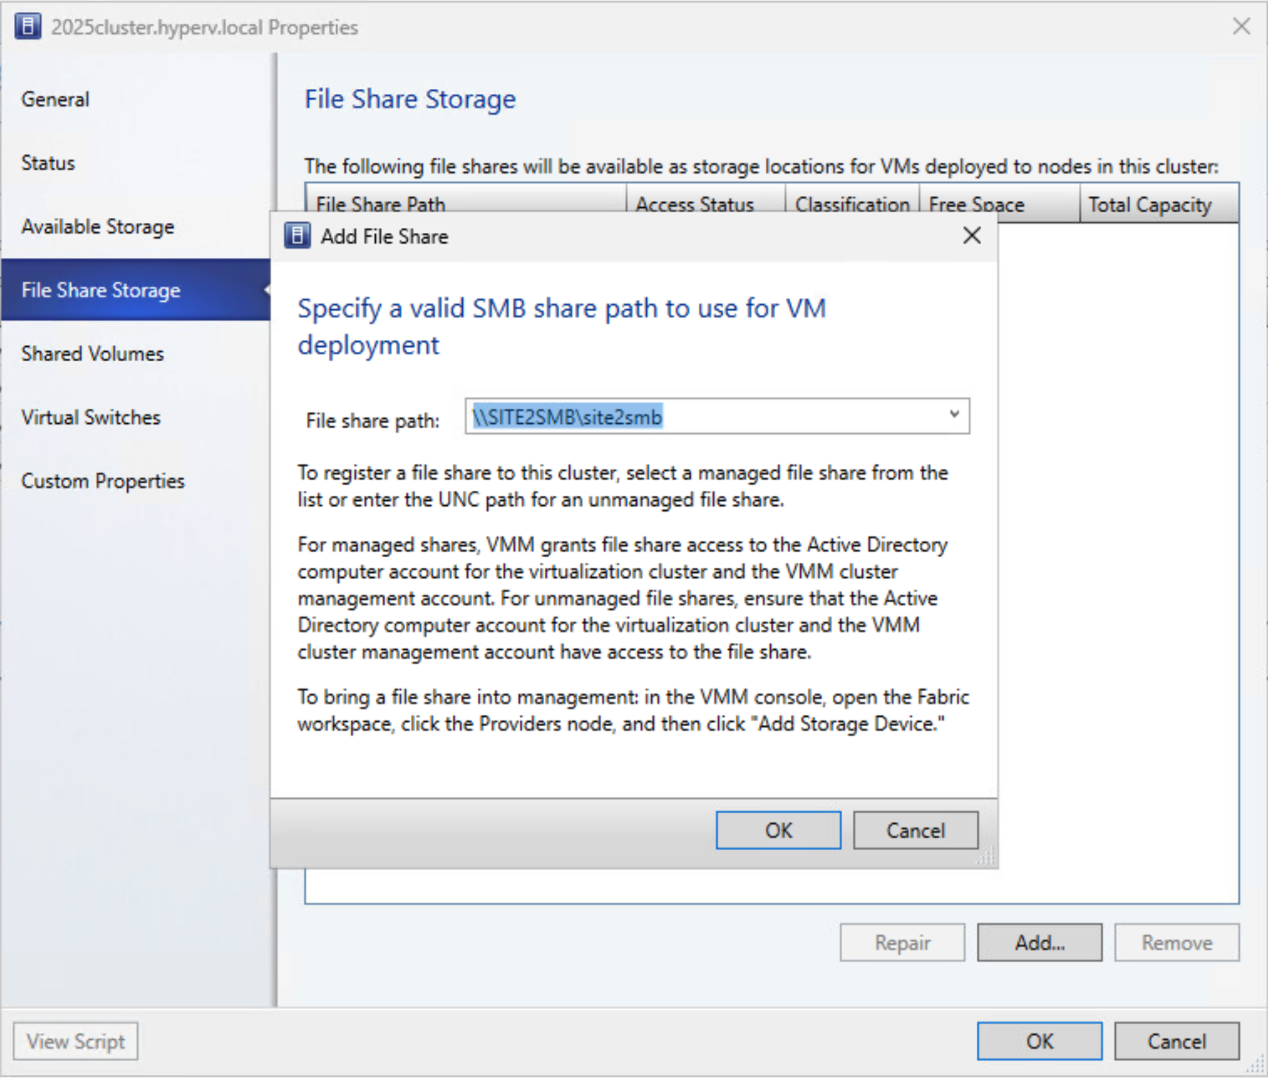 2025cluster.hyperv.local Properties
General
Status
Available Storage
File Share Storage
Shared Volumes
Virtual Switches
Custom Properties
File Share Storage
The following file shares will be available as storage locations for VMs deployed to nodes in this cluster:
File Share Path Access Status Classification Free Space Total Capacity
Add File Share
Specify a valid SMB share path to use for VM
deployment
File share path: \\SITE2SMB\site2smb
To register a file share to this cluster, select a managed file share from the
list or enter the UNC path for an unmanaged file share.
For managed shares, VMM grants file share access to the Active Directory
computer account for the virtualization cluster and the VMM cluster
management account. For unmanaged file shares, ensure that the Active
Directory computer account for the virtualization cluster and the VMM
cluster management account have access to the file share.
To bring a file share into management: in the VMM console, open the Fabric
workspace, click the Providers node, and then click "Add Storage Device."
OK Cancel
Repair Add... Remove
View Script OK Cancel